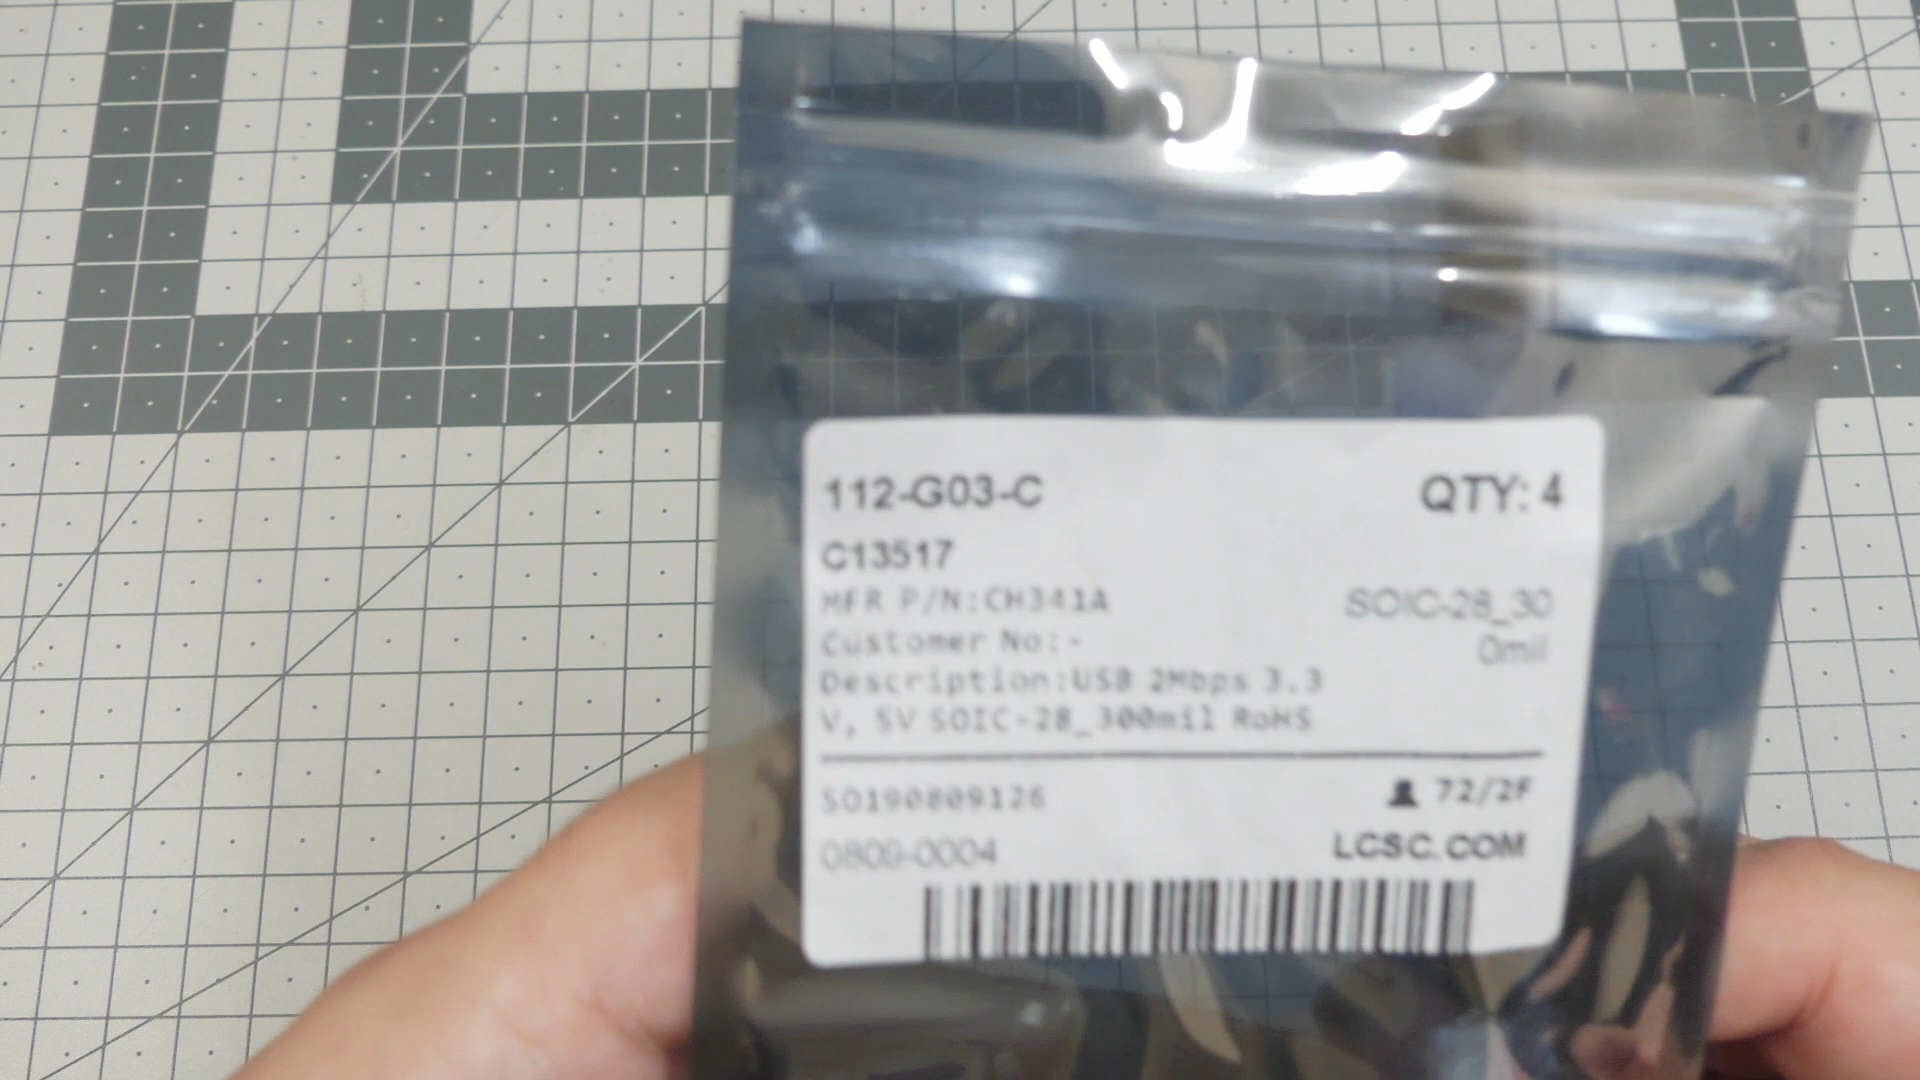 112-G03-C QTY: 4
C13517
MFR P/N:CH341A SOIC-28_30
0mil
Customer No:-
Description:USB 2Mbps 3.3
V, 5V SOIC-28_300mil RoHS
SO190809126 72/2F
0809-0004 LCSC.COM